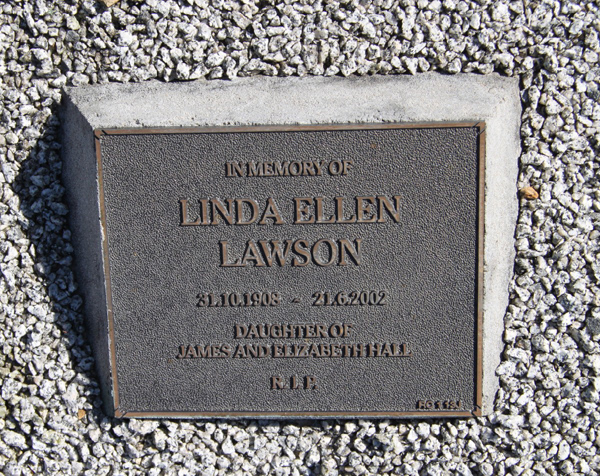 IN MEMORY OF
LINDA ELLEN
LAWSON
31.10.1908 - 21.6.2002
DAUGHTER OF
JAMES AND ELIZABETH HALL
R.I.P.